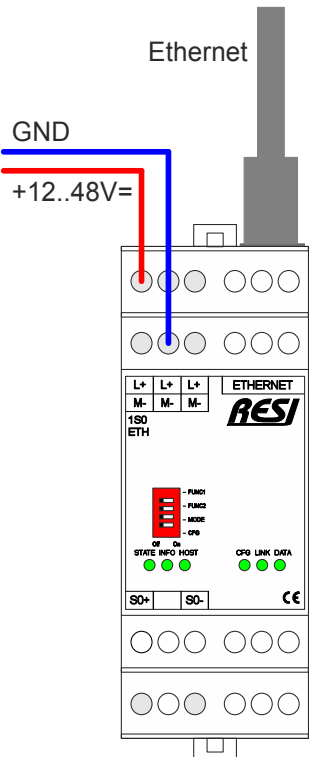 Ethernet
GND
+12..48V=
L+ L+ L+ ETHERNET
M- M- M- RESI
1S0
ETH
FUNC1
FUNC2
MODE
CFG
Off On
STATE INFO HOST CFG LINK DATA
S0+ S0- CE